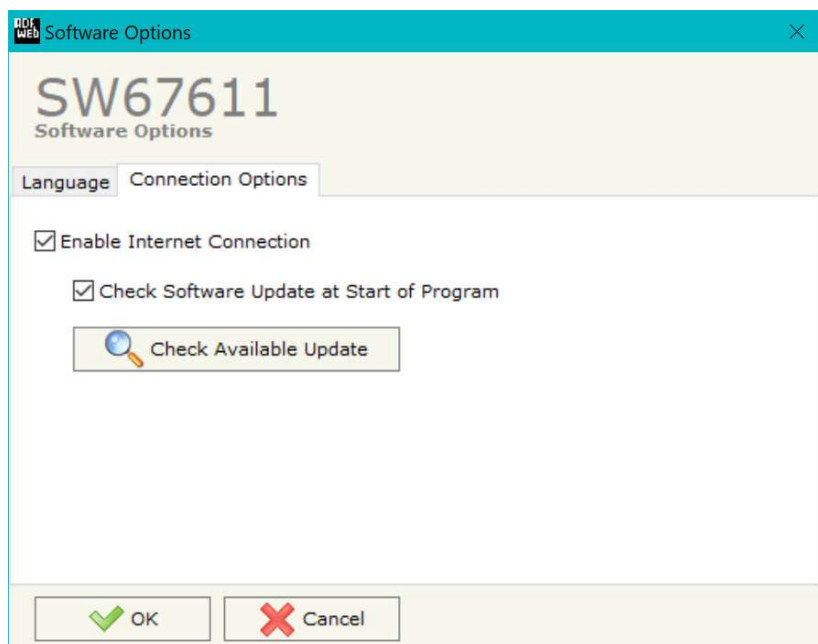 ADF
WEB Software Options
SW67611
Software Options
Language Connection Options
Enable Internet Connection
Check Software Update at Start of Program
Check Available Update
OK Cancel